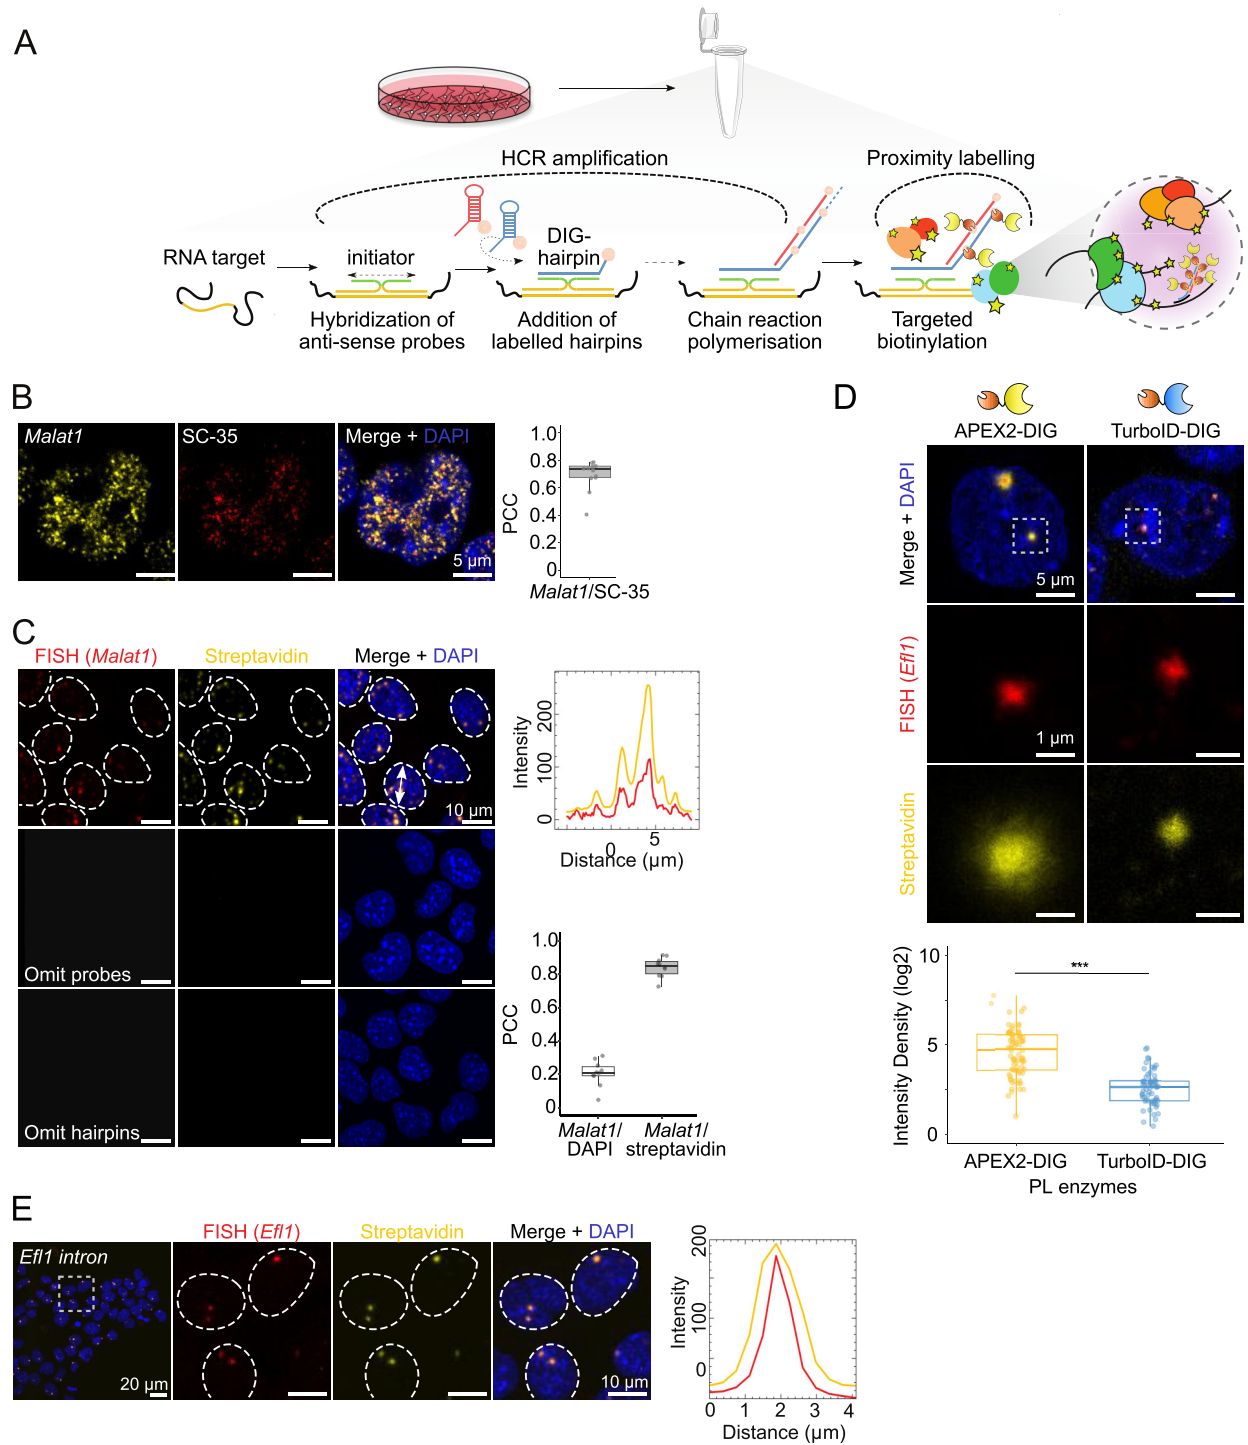 A
HCR amplification
Proximity labelling
RNA target
initiator
DIG-
hairpin
Hybridization of
anti-sense probes
Addition of
labelled hairpins
Chain reaction
polymerisation
Targeted
biotinylation
B
Malat1
SC-35
Merge + DAPI
5 µm
PCC
1.0
0.8
0.6
0.4
0.2
0
Malat1/SC-35
C
FISH (Malat1)
Streptavidin
Merge + DAPI
10 µm
Omit probes
Omit hairpins
Intensity
200
100
0
0
5
Distance (µm)
PCC
1.0
0.8
0.6
0.4
0.2
0
Malat1/
DAPI
Malat1/
streptavidin
D
APEX2-DIG
TurboID-DIG
Merge + DAPI
5 µm
FISH (Efl1)
1 µm
Streptavidin
Intensity Density (log2)
10
5
0
***
APEX2-DIG
TurboID-DIG
PL enzymes
E
Efl1 intron
20 µm
FISH (Efl1)
Streptavidin
Merge + DAPI
10 µm
Intensity
200
100
0
0
1
2
3
4
Distance (µm)